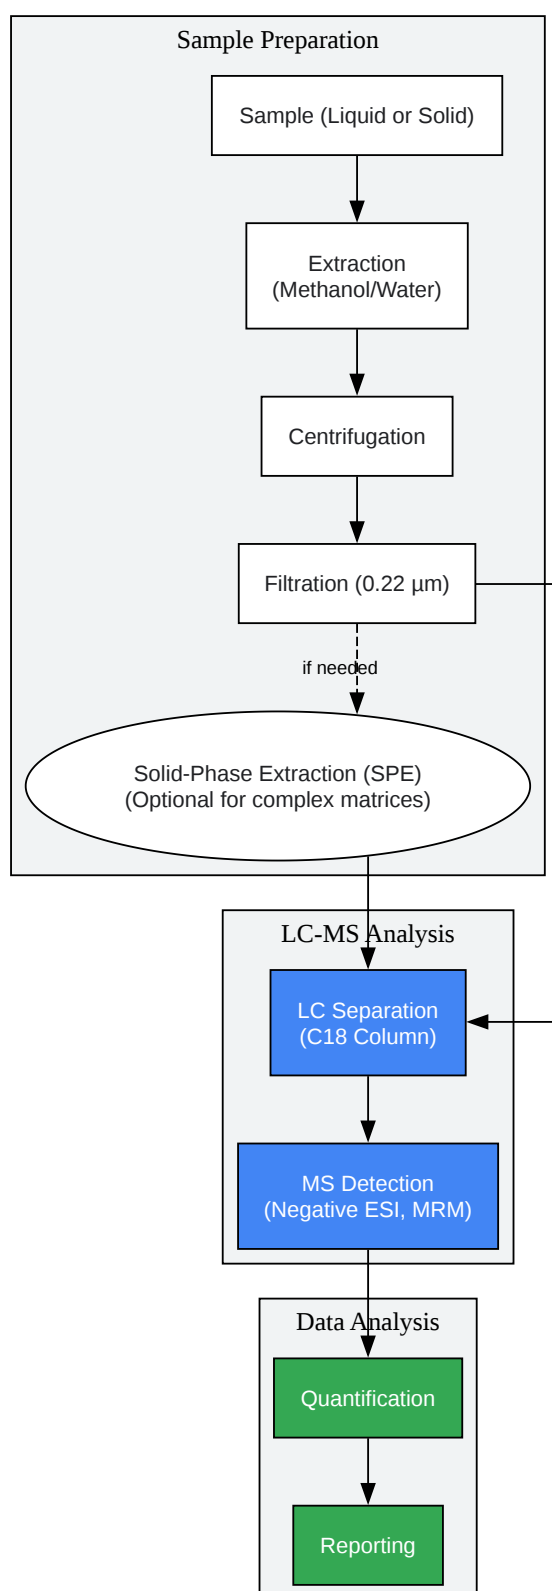 Sample Preparation
Sample (Liquid or Solid)
Extraction
(Methanol/Water)
Centrifugation
Filtration (0.22 µm)
if needed
Solid-Phase Extraction (SPE)
(Optional for complex matrices)
LC-MS Analysis
LC Separation
(C18 Column)
MS Detection
(Negative ESI, MRM)
Data Analysis
Quantification
Reporting